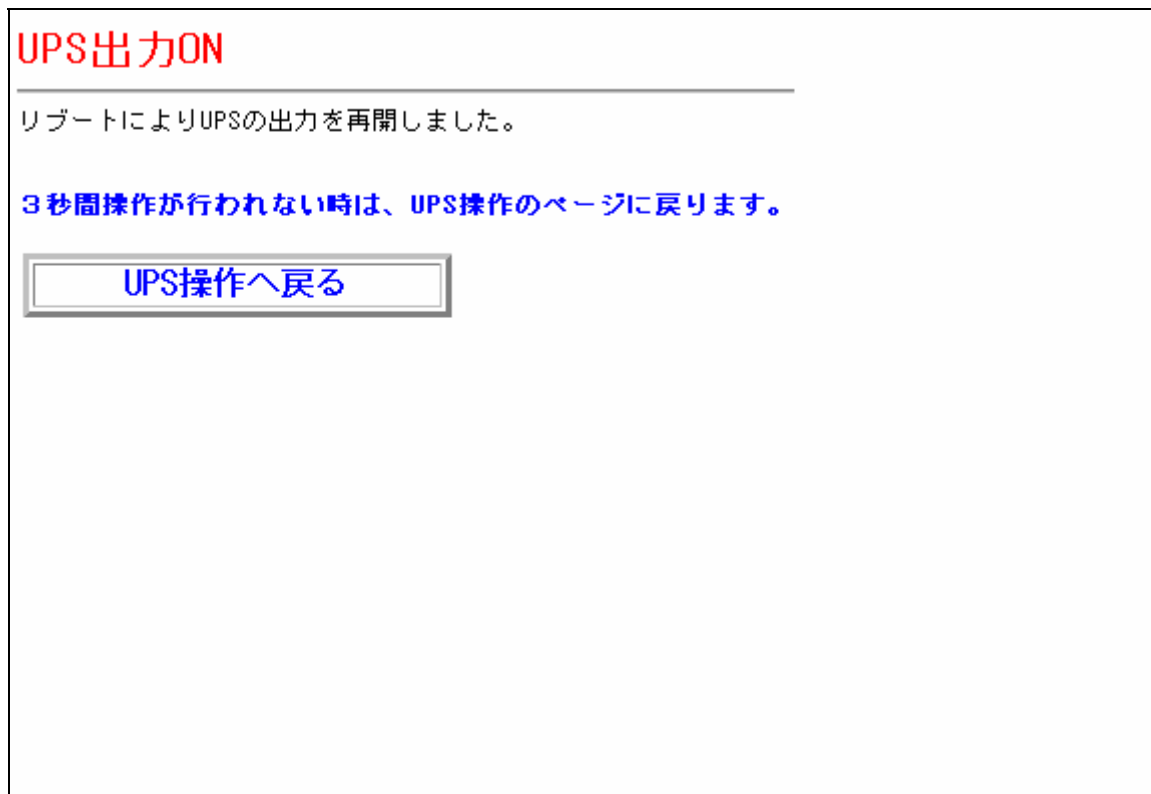 UPS出力ON
リブートによりUPSの出力を再開しました。
３秒間操作が行われない時は、UPS操作のページに戻ります。
UPS操作へ戻る